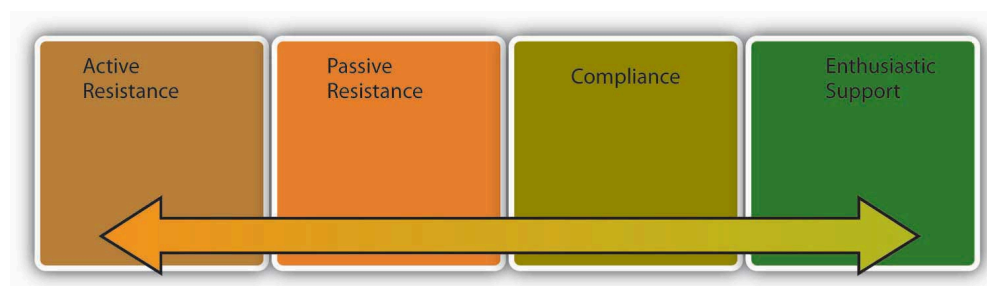 Active
Resistance
Passive
Resistance
Compliance
Enthusiastic
Support